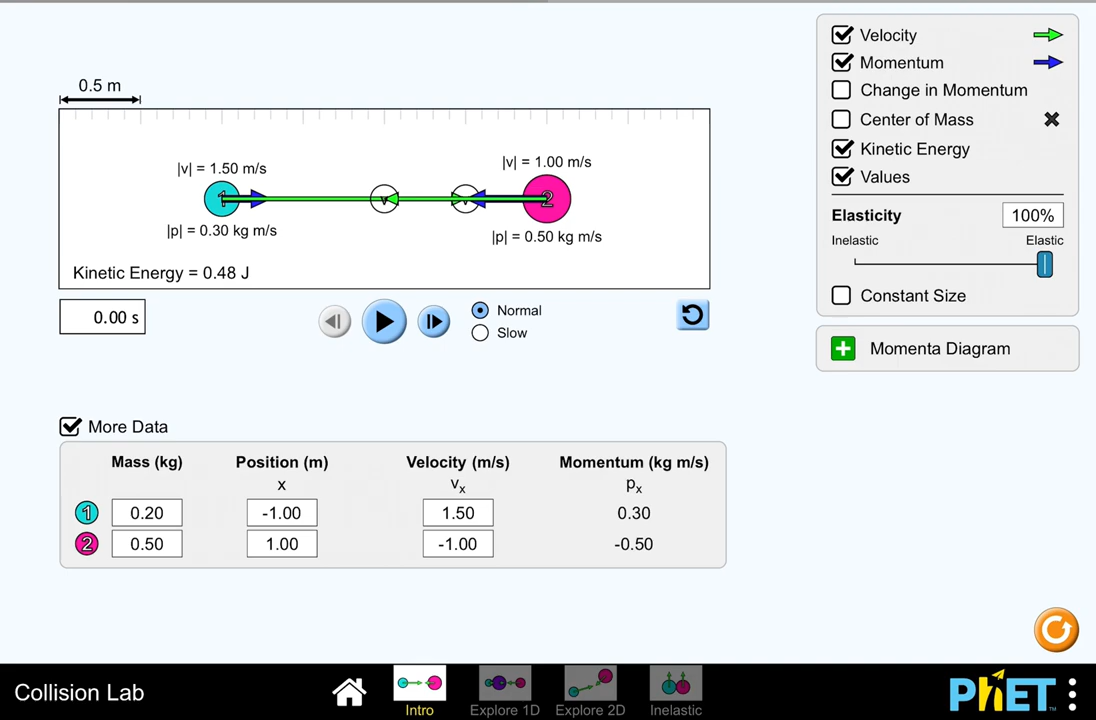 Velocity
Momentum
Change in Momentum
Center of Mass
Kinetic Energy
Values
Elasticity 100%
Inelastic Elastic
Constant Size
Momenta Diagram
0.5 m
|v| = 1.50 m/s
|v| = 1.00 m/s
1 v v 2
|p| = 0.30 kg m/s
|p| = 0.50 kg m/s
Kinetic Energy = 0.48 J
0.00 s
Normal
Slow
More Data
Mass (kg) Position (m) Velocity (m/s) Momentum (kg m/s)
x vx px
1 0.20 -1.00 1.50 0.30
2 0.50 1.00 -1.00 -0.50
Collision Lab
Intro
Explore 1D
Explore 2D
Inelastic
PhET